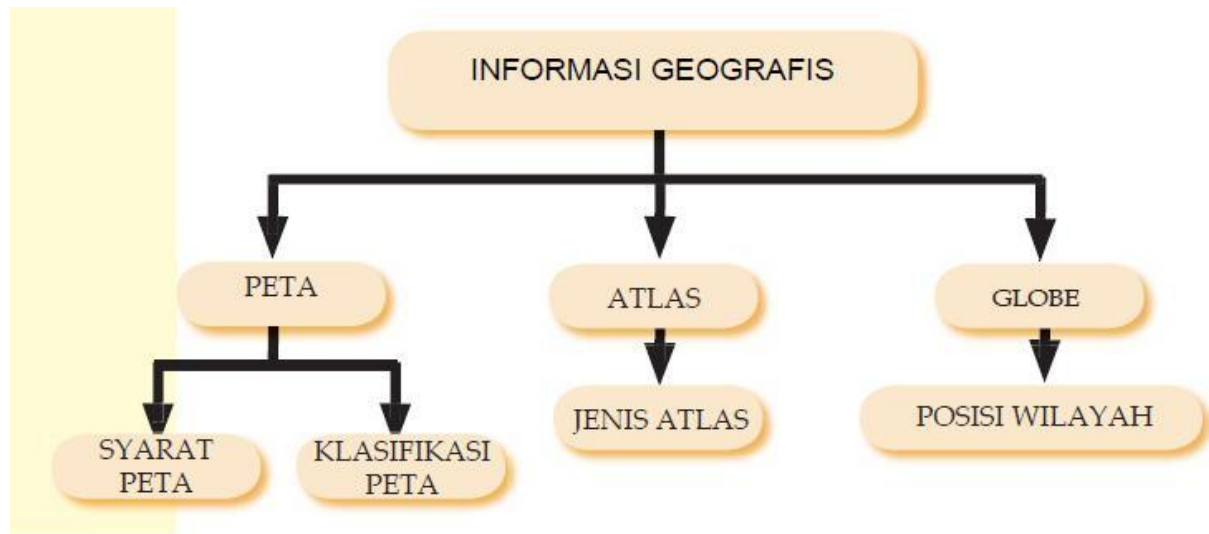 INFORMASI GEOGRAFIS
PETA
ATLAS
GLOBE
SYARAT
PETA
KLASIFIKASI
PETA
JENIS ATLAS
POSISI WILAYAH